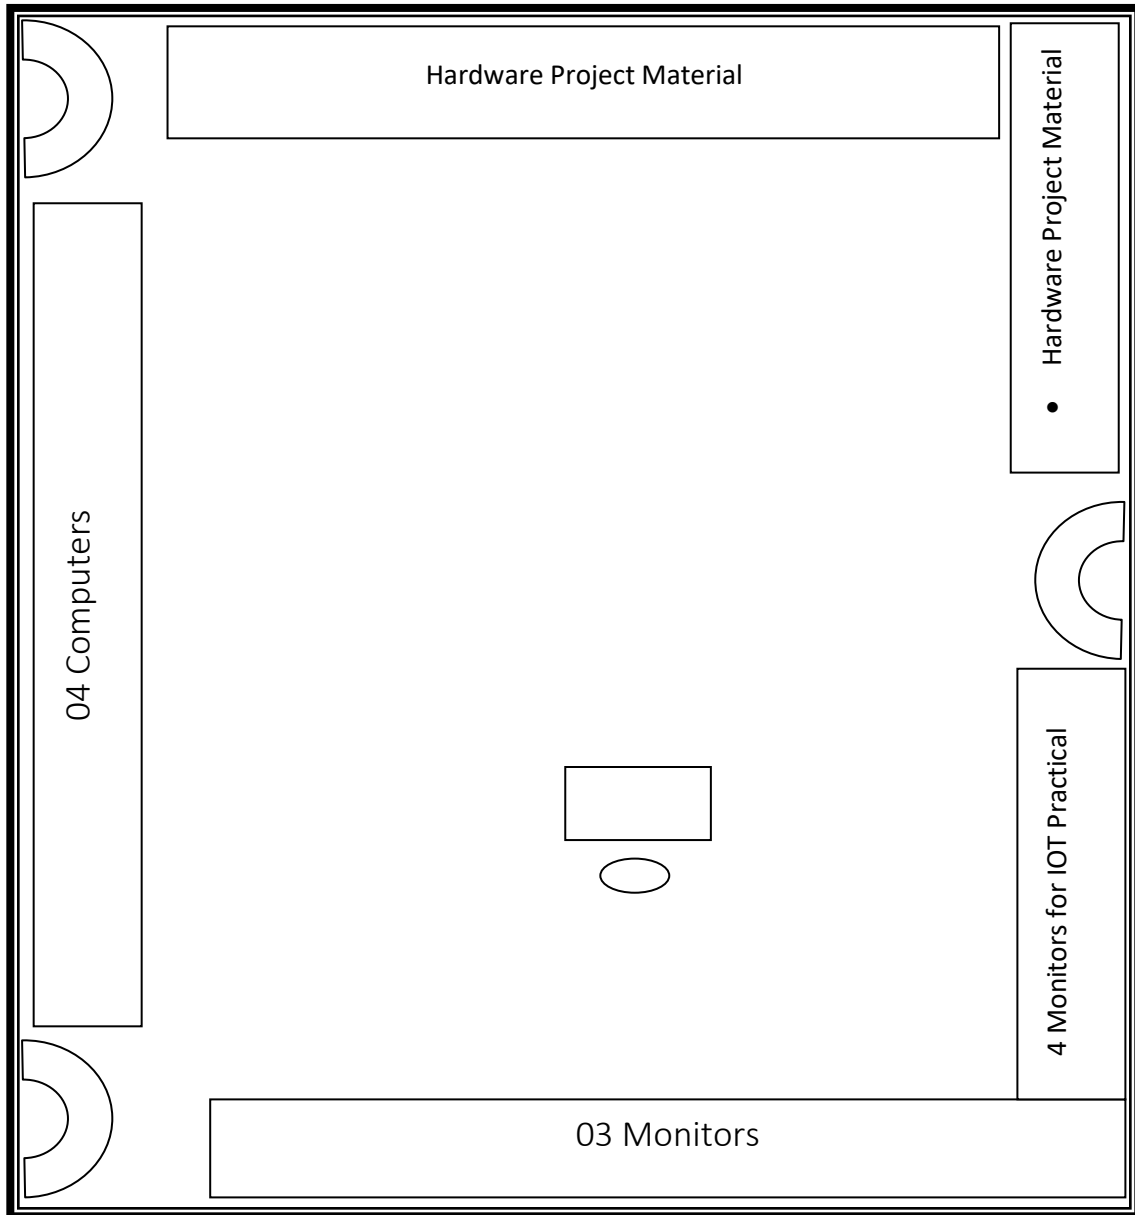 Hardware Project Material
• Hardware Project Material
04 Computers
4 Monitors for IOT Practical
03 Monitors